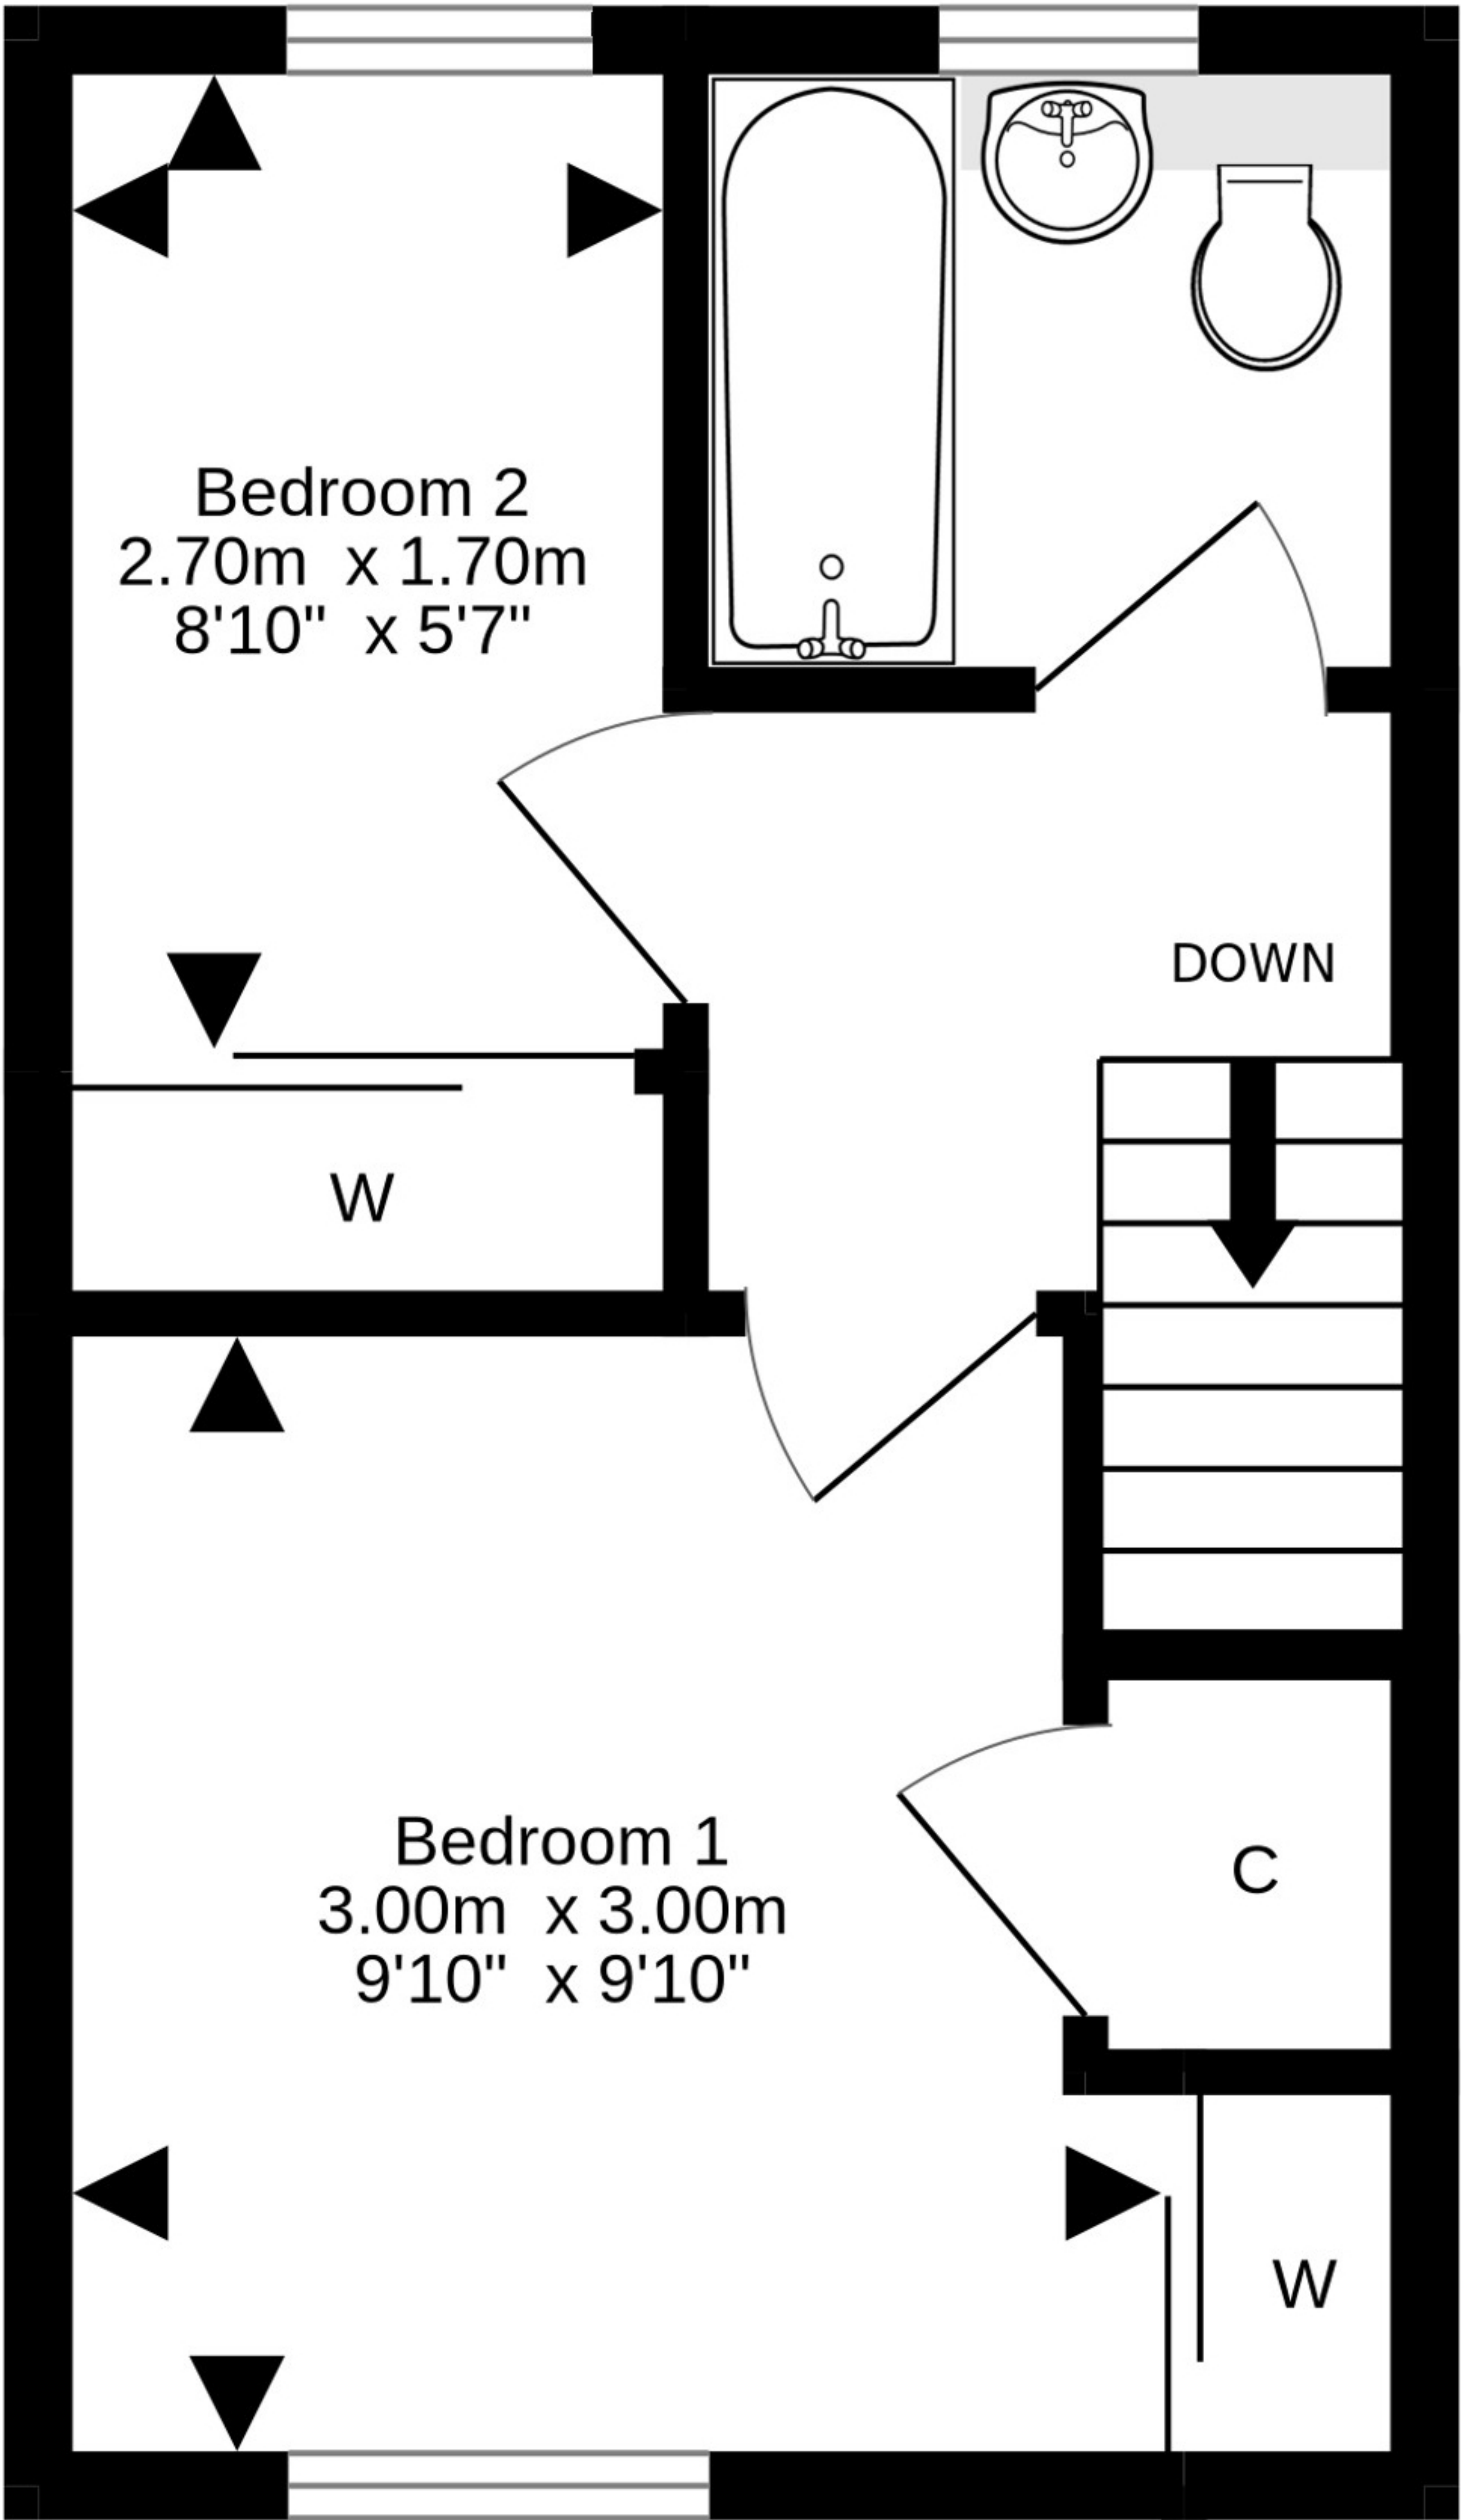 Bedroom 2
2.70m x 1.70m
8'10" x 5'7"
DOWN
W
Bedroom 1
3.00m x 3.00m
9'10" x 9'10"
C
W